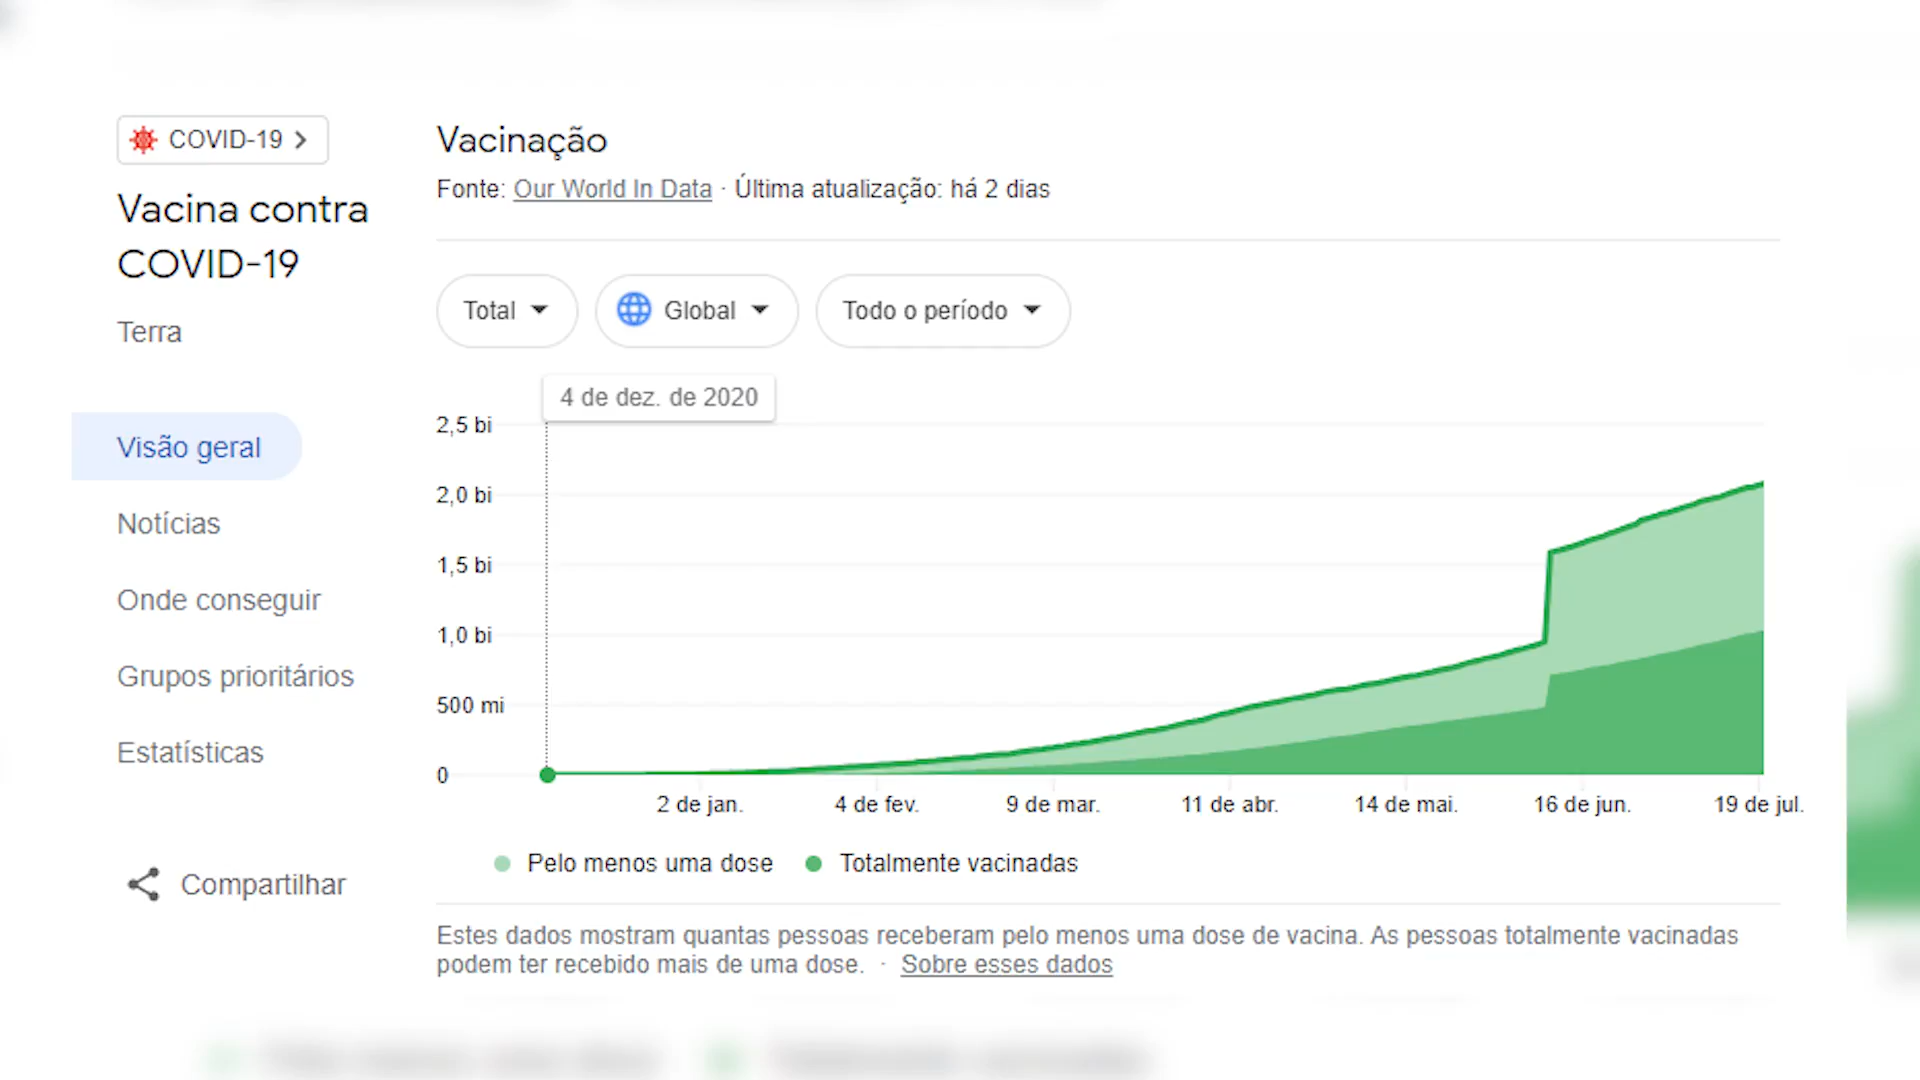 COVID-19
Vacina contra
COVID-19
Terra
Visão geral
Notícias
Onde conseguir
Grupos prioritários
Estatísticas
Compartilhar
Vacinação
Fonte: Our World In Data · Última atualização: há 2 dias
Total
Global
Todo o período
4 de dez. de 2020
2,5 bi
2,0 bi
1,5 bi
1,0 bi
500 mi
0
2 de jan.
4 de fev.
9 de mar.
11 de abr.
14 de mai.
16 de jun.
19 de jul.
Pelo menos uma dose
Totalmente vacinadas
Estes dados mostram quantas pessoas receberam pelo menos uma dose de vacina. As pessoas totalmente vacinadas
podem ter recebido mais de uma dose. · Sobre esses dados